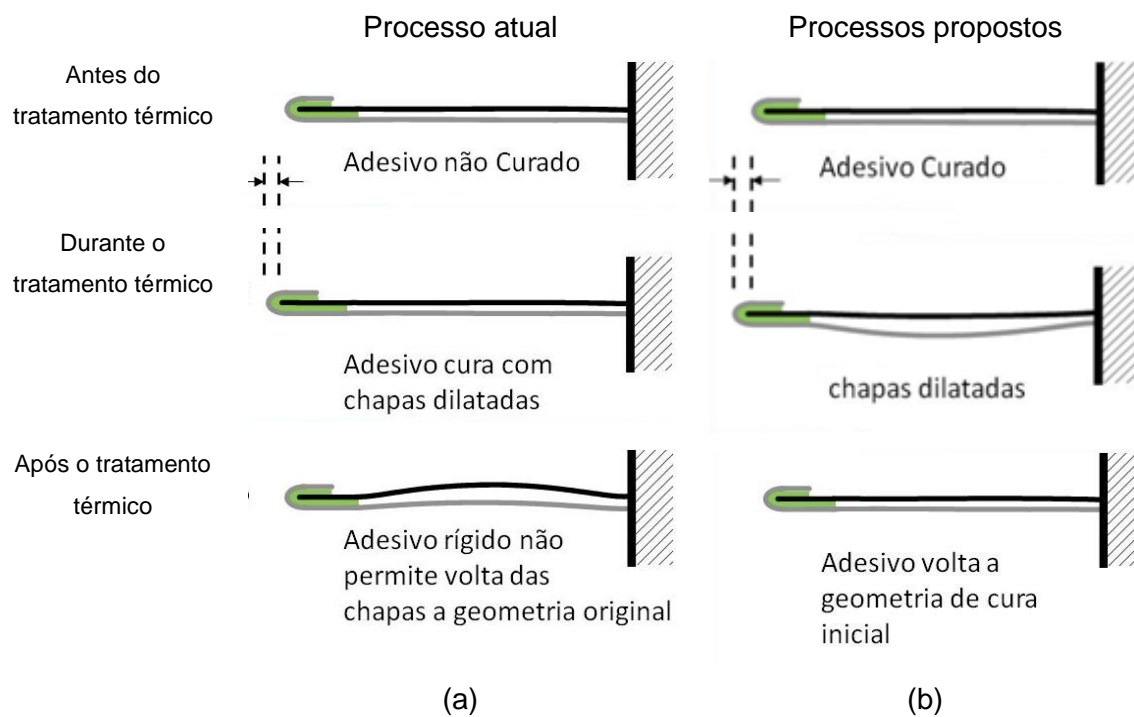 Processo atual
Processos propostos
Antes do
tratamento térmico
Adesivo não Curado
Adesivo Curado
Durante o
tratamento térmico
Adesivo cura com
chapas dilatadas
chapas dilatadas
Após o tratamento
térmico
Adesivo rígido não
permite volta das
chapas a geometria original
Adesivo volta a
geometria de cura
inicial
(a)
(b)